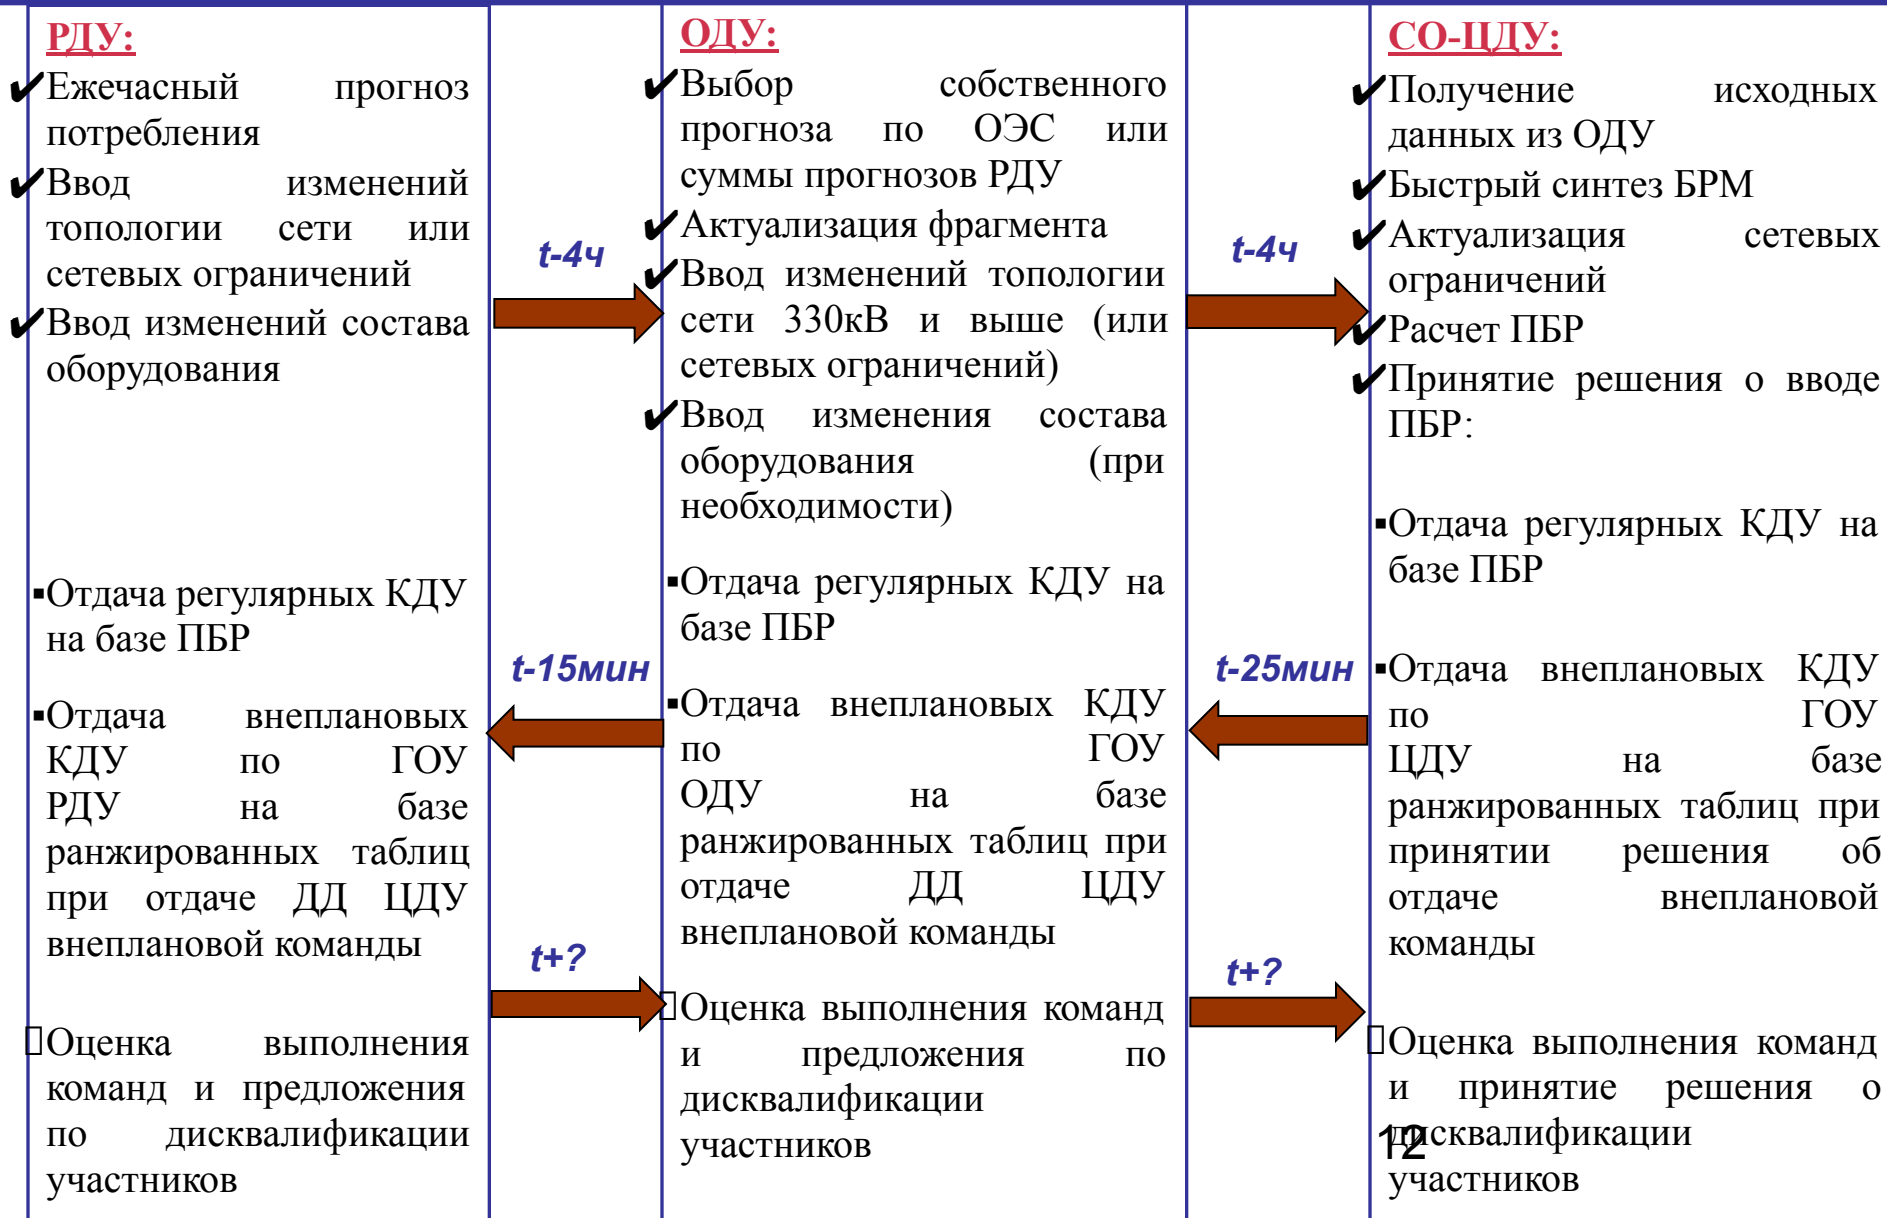 РДУ:
Ежечасный прогноз
потребления
Ввод изменений
топологии сети или
сетевых ограничений
Ввод изменений состава
оборудования
▪Отдача регулярных КДУ
на базе ПБР
▪Отдача внеплановых
КДУ по ГОУ
РДУ на базе
ранжированных таблиц
при отдаче ДД ЦДУ
внеплановой команды
Оценка выполнения
команд и предложения
по дисквалификации
участников
t-4ч
t-15мин
t+?
ОДУ:
Выбор собственного
прогноза по ОЭС или
суммы прогнозов РДУ
Актуализация фрагмента
Ввод изменений топологии
сети 330кВ и выше (или
сетевых ограничений)
Ввод изменения состава
оборудования (при
необходимости)
▪Отдача регулярных КДУ на
базе ПБР
▪Отдача внеплановых КДУ
по ГОУ
ОДУ на базе
ранжированных таблиц при
отдаче ДД ЦДУ
внеплановой команды
Оценка выполнения команд
и предложения по
дисквалификации
участников
t-4ч
t-25мин
t+?
СО-ЦДУ:
Получение исходных
данных из ОДУ
Быстрый синтез БРМ
Актуализация сетевых
ограничений
Расчет ПБР
Принятие решения о вводе
ПБР:
▪Отдача регулярных КДУ на
базе ПБР
▪Отдача внеплановых КДУ
по ГОУ
ЦДУ на базе
ранжированных таблиц при
принятии решения об
отдаче внеплановой
команды
Оценка выполнения команд
и принятие решения о
дисквалификации
участников
12